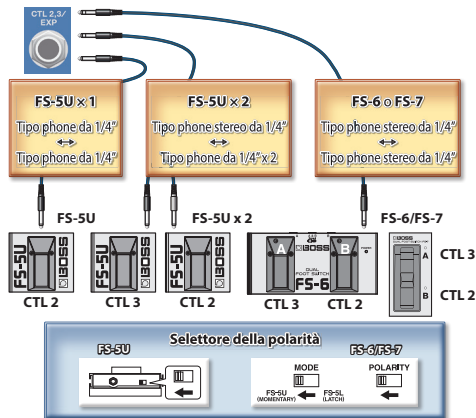 CTL 2,3/
EXP
FS-5U × 1
Tipo phone da 1/4”
Tipo phone da 1/4”
FS-5U × 2
Tipo phone stereo da 1/4”
Tipo phone da 1/4” x 2
FS-6 o FS-7
Tipo phone stereo da 1/4”
Tipo phone stereo da 1/4”
FS-5U
FS-5U x 2
FS-6/FS-7
FS-5U
BOSS
CTL 2
FS-5U
BOSS
CTL 3
FS-5U
BOSS
CTL 2
A
BOSS
B
DUAL
FOOT SWITCH
FS-6
CTL 3
CTL 2
BOSS
A
CTL 3
B
CTL 2
Selettore della polarità
FS-5U
FS-6/FS-7
MODE
POLARITY
FS-5U
(MOMENTARY)
FS-5L
(LATCH)